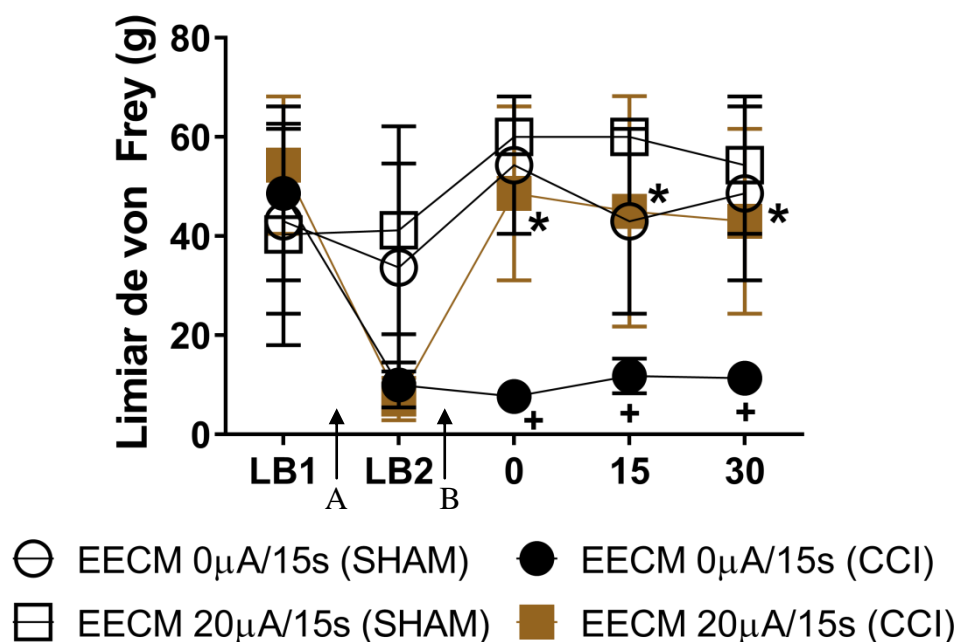 Limiar de von Frey (g)
80
60
40
20
0
*
*
*
+
+
+
LB1 LB2 0 15 30
A B
EECM 0μA/15s (SHAM) EECM 0μA/15s (CCI)
EECM 20μA/15s (SHAM) EECM 20μA/15s (CCI)